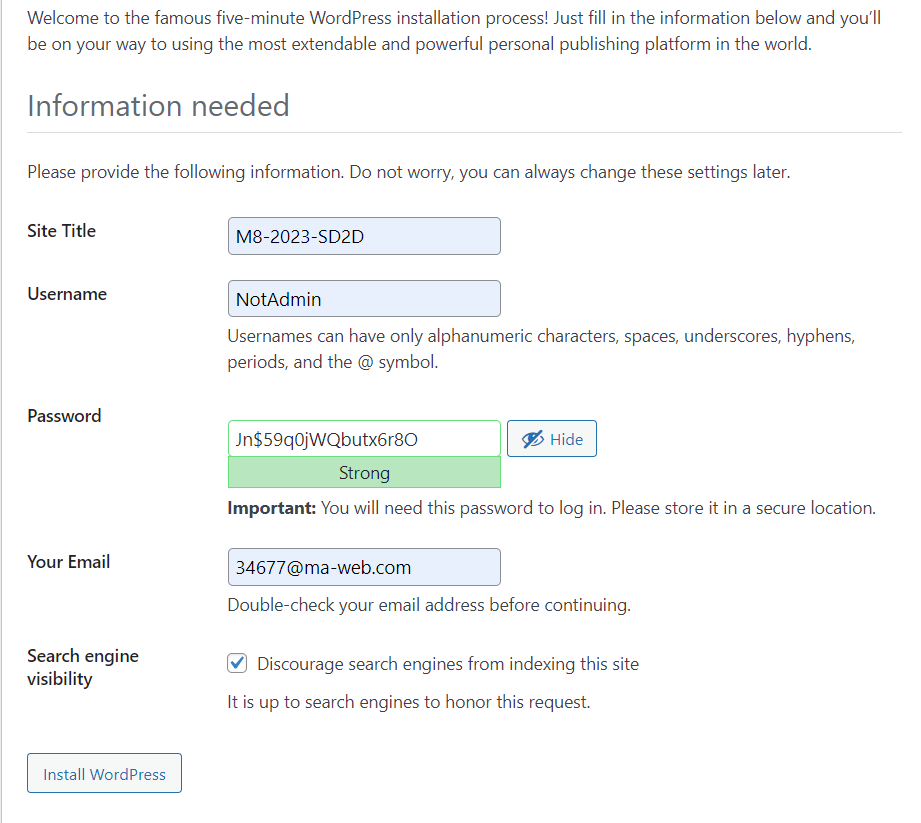 Welcome to the famous five-minute WordPress installation process! Just fill in the information below and you’ll
be on your way to using the most extendable and powerful personal publishing platform in the world.
Information needed
Please provide the following information. Do not worry, you can always change these settings later.
Site Title
M8-2023-SD2D
Username
NotAdmin
Usernames can have only alphanumeric characters, spaces, underscores, hyphens,
periods, and the @ symbol.
Password
Jn$59q0jWQbutx6r8O
Hide
Strong
Important: You will need this password to log in. Please store it in a secure location.
Your Email
34677@ma-web.com
Double-check your email address before continuing.
Search engine
visibility
Discourage search engines from indexing this site
It is up to search engines to honor this request.
Install WordPress